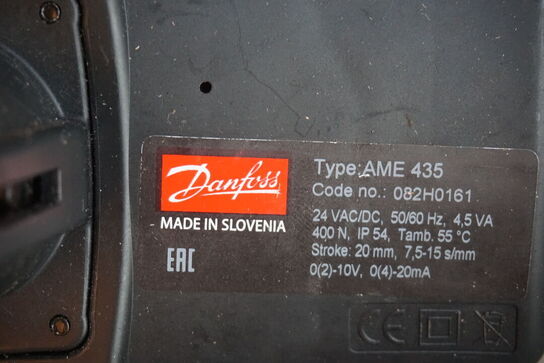 Danfoss
MADE IN SLOVENIA
EAC
Type: AME 435
Code no.: 082H0161
24 VAC/DC, 50/60 Hz, 4,5 VA
400 N, IP 54, Tamb. 55 °C
Stroke: 20 mm, 7,5-15 s/mm
0(2)-10V, 0(4)-20mA
CE